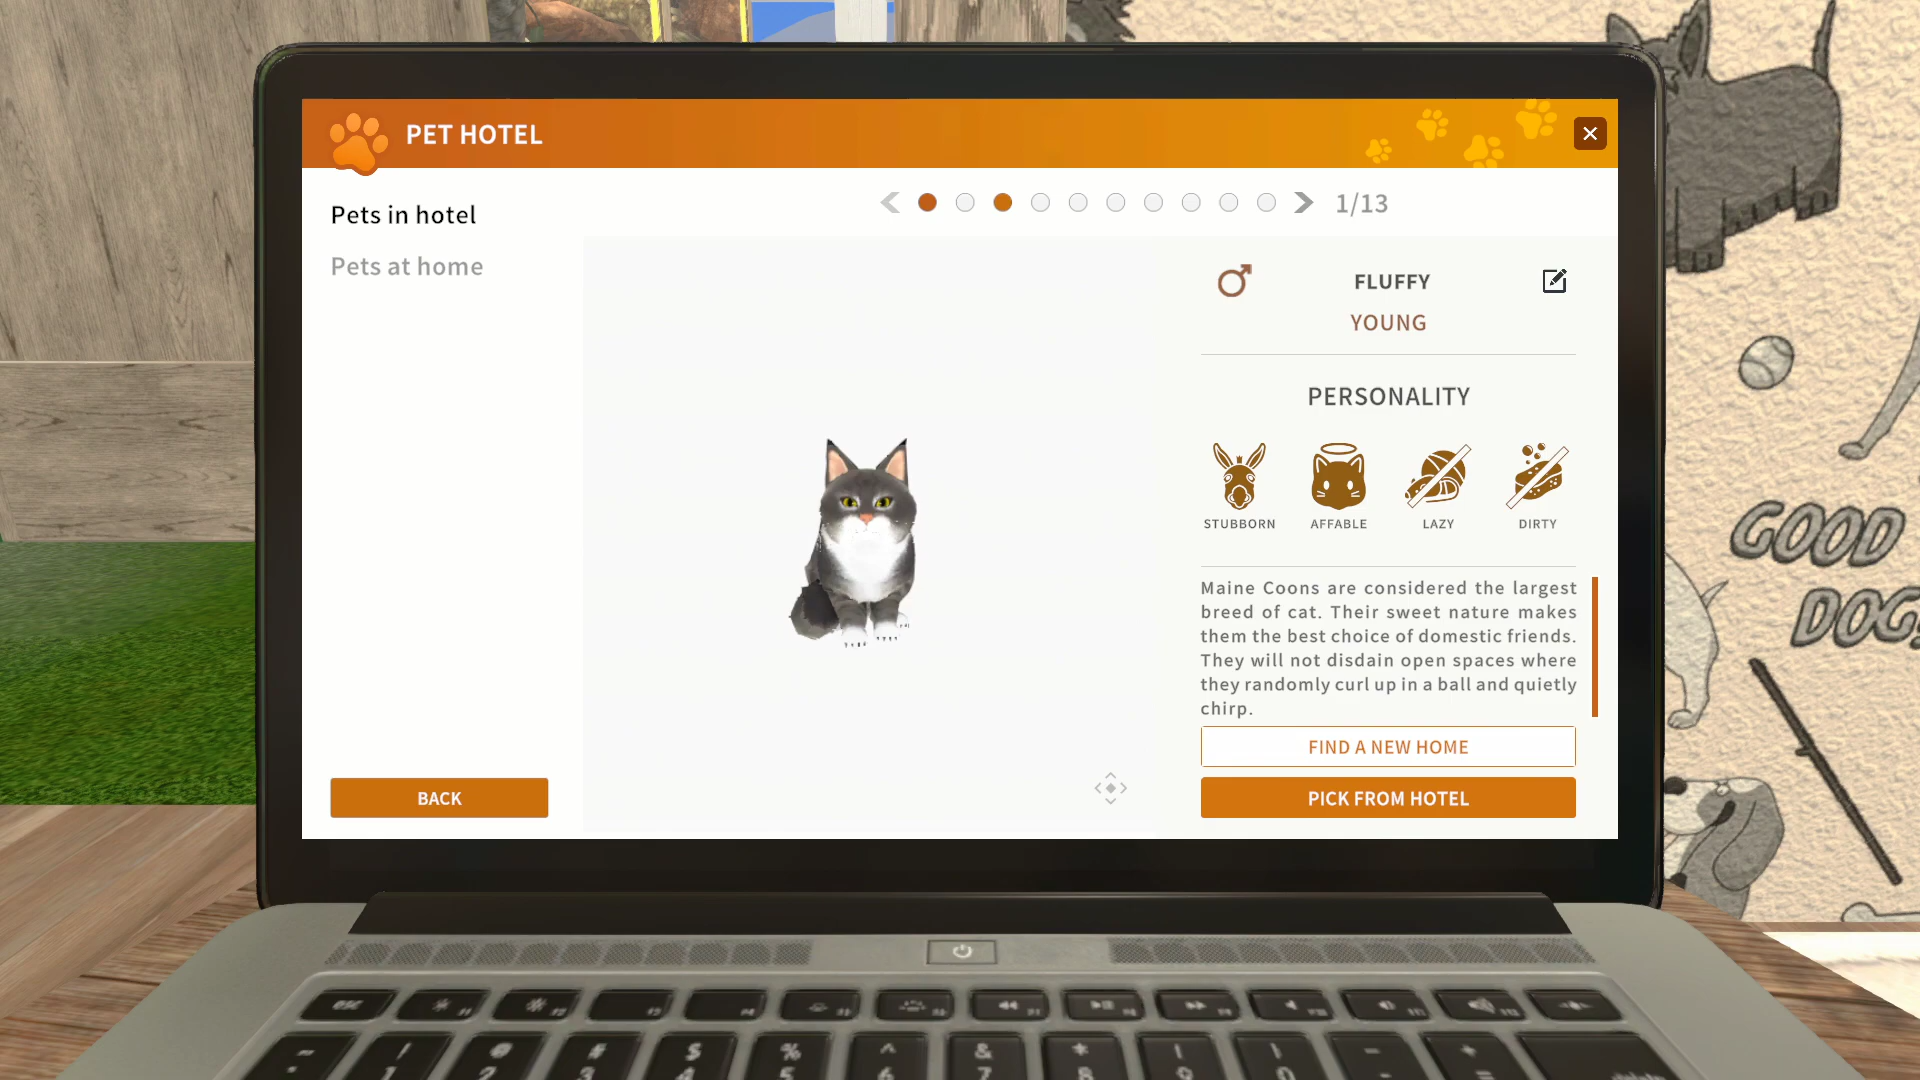 PET HOTEL
Pets in hotel
Pets at home
1/13
FLUFFY
YOUNG
PERSONALITY
STUBBORN
AFFABLE
LAZY
DIRTY
Maine Coons are considered the largest
breed of cat. Their sweet nature makes
them the best choice of domestic friends.
They will not disdain open spaces where
they randomly curl up in a ball and quietly
chirp.
FIND A NEW HOME
PICK FROM HOTEL
BACK
GOOD
DOG
esc